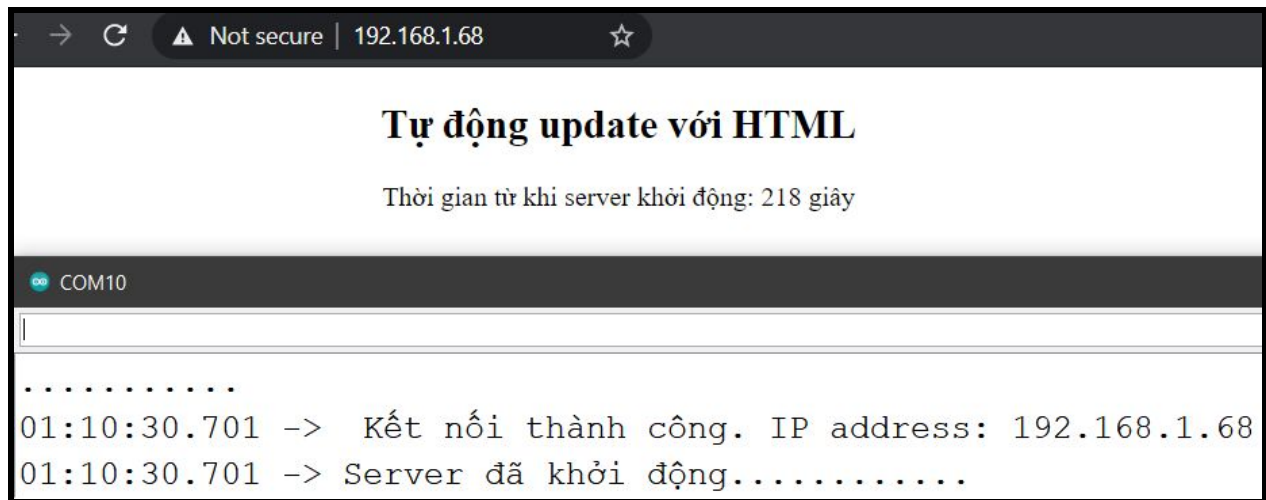 Not secure | 192.168.1.68
Tự động update với HTML
Thời gian từ khi server khởi động: 218 giây
COM10
...........
01:10:30.701 -> Kết nối thành công. IP address: 192.168.1.68
01:10:30.701 -> Server đã khởi động............